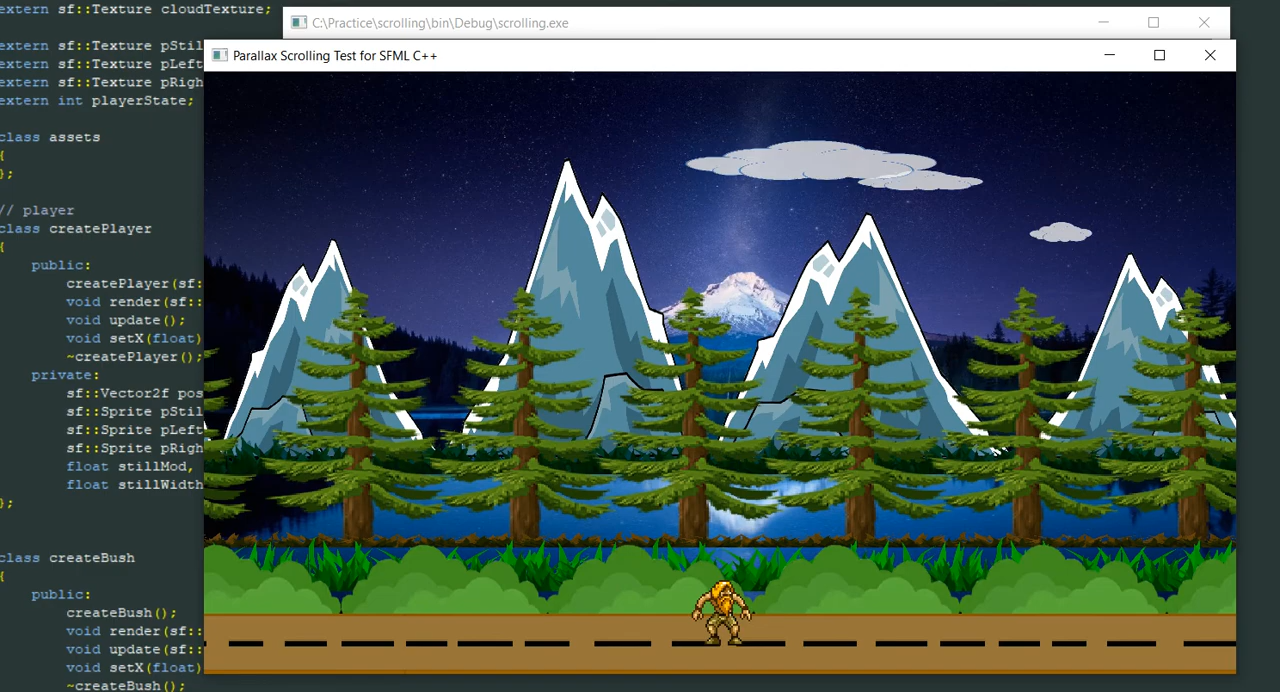 extern sf::Texture cloudTexture;
C:\Practice\scrolling\bin\Debug\scrolling.exe
Parallax Scrolling Test for SFML C++
extern sf::Texture pStil
extern sf::Texture pLeft
extern sf::Texture pRigh
extern int playerState;
class assets
{
};
// player
class createPlayer
{
public:
createPlayer(sf:
void render(sf::
void update();
void setX(float)
~createPlayer();
private:
sf::Vector2f pos
sf::Sprite pStil
sf::Sprite pLeft
sf::Sprite pRigh
float stillMod,
float stillWidth
};
class createBush
{
public:
createBush();
void render(sf::
void update(sf::
void setX(float)
~createBush();